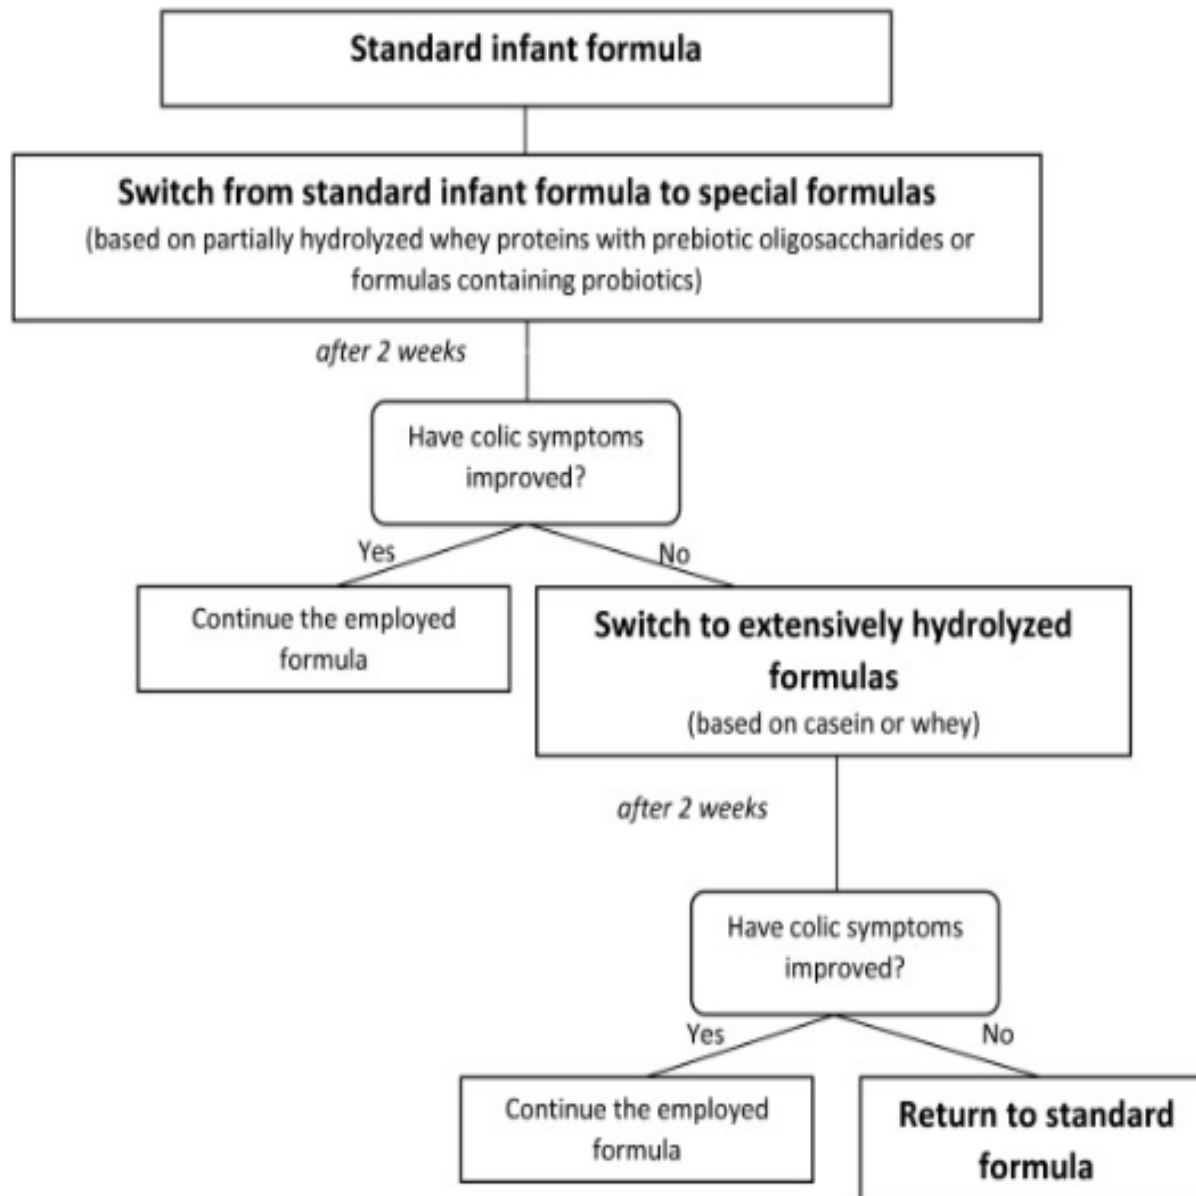 Standard infant formula
Switch from standard infant formula to special formulas
(based on partially hydrolyzed whey proteins with prebiotic oligosaccharides or
formulas containing probiotics)
after 2 weeks
Have colic symptoms
improved?
Yes
No
Continue the employed
formula
Switch to extensively hydrolyzed
formulas
(based on casein or whey)
after 2 weeks
Have colic symptoms
improved?
Yes
No
Continue the employed
formula
Return to standard
formula